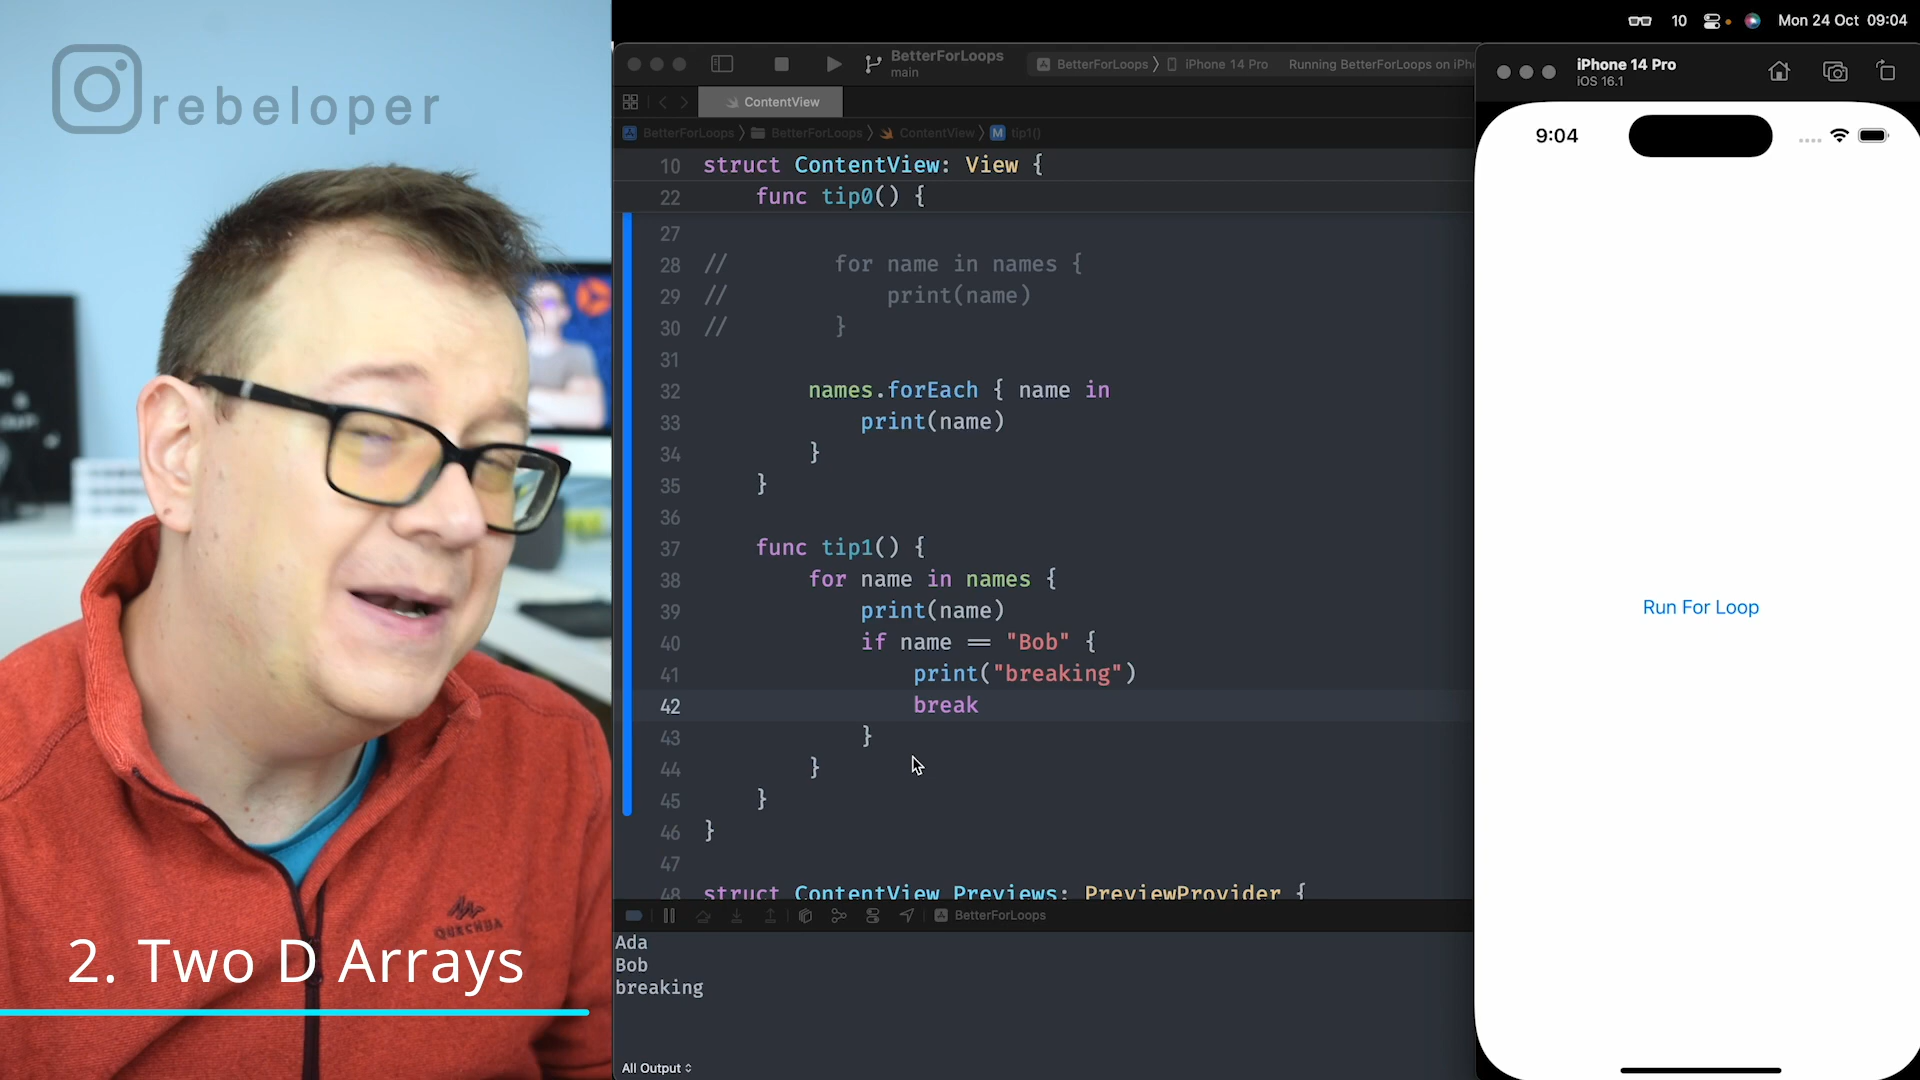 rebeloper
2. Two D Arrays
10
Mon 24 Oct 09:04
BetterForLoops
main
BetterForLoops
iPhone 14 Pro
Running BetterForLoops on iPh
ContentView
BetterForLoops
BetterForLoops
ContentView
M
tip1()
10 struct ContentView: View {
22 func tip0() {
27
28 // for name in names {
29 // print(name)
30 // }
31
32 names.forEach { name in
33 print(name)
34 }
35 }
36
37 func tip1() {
38 for name in names {
39 print(name)
40 if name == "Bob" {
41 print("breaking")
42 break
43 }
44 }
45 }
46 }
47
48 struct ContentView_Previews: PreviewProvider {
BetterForLoops
Ada
Bob
breaking
All Output
iPhone 14 Pro
iOS 16.1
9:04
Run For Loop
QUECHUA